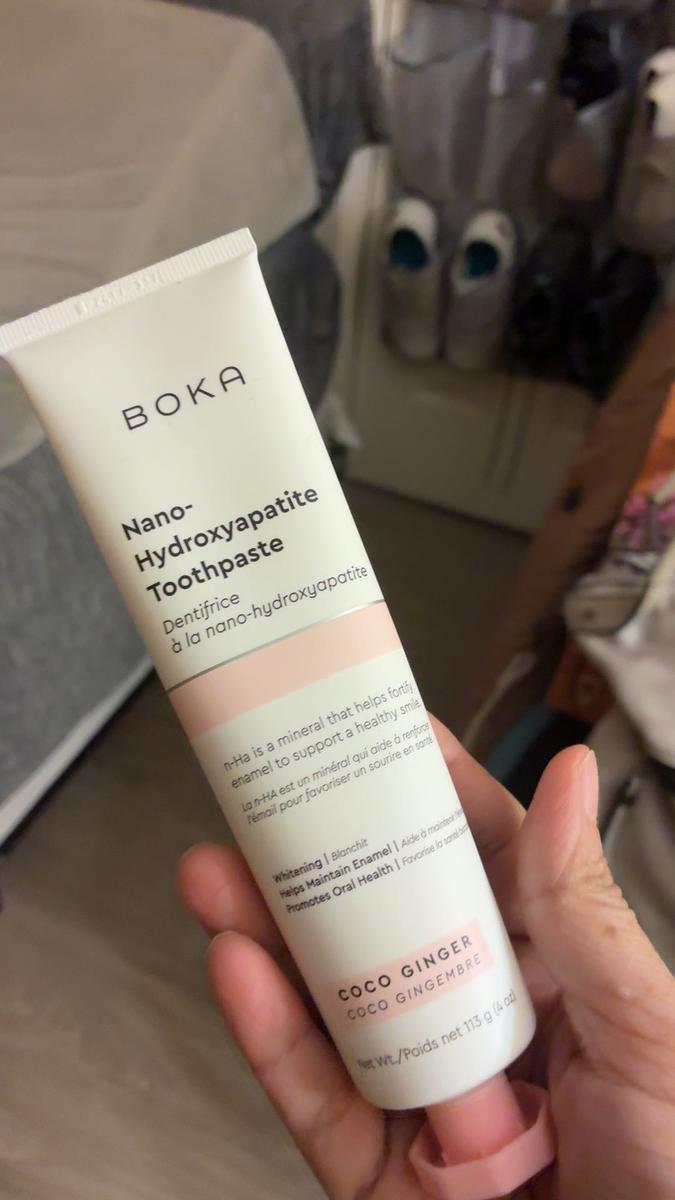 BOKA
Nano-
Hydroxyapatite
Toothpaste
Dentifrice
à la nano-hydroxyapatite
n-Ha is a mineral that helps fortify
enamel to support a healthy smile.
La n-HA est un minéral qui aide à renforcer
l'émail pour favoriser un sourire en santé.
Whitening | Blanchit
Helps Maintain Enamel | Aide à maintenir
Promotes Oral Health | Favorise la santé
COCO GINGER
COCO GINGEMBRE
Net Wt./Poids net 113 g (4 oz)